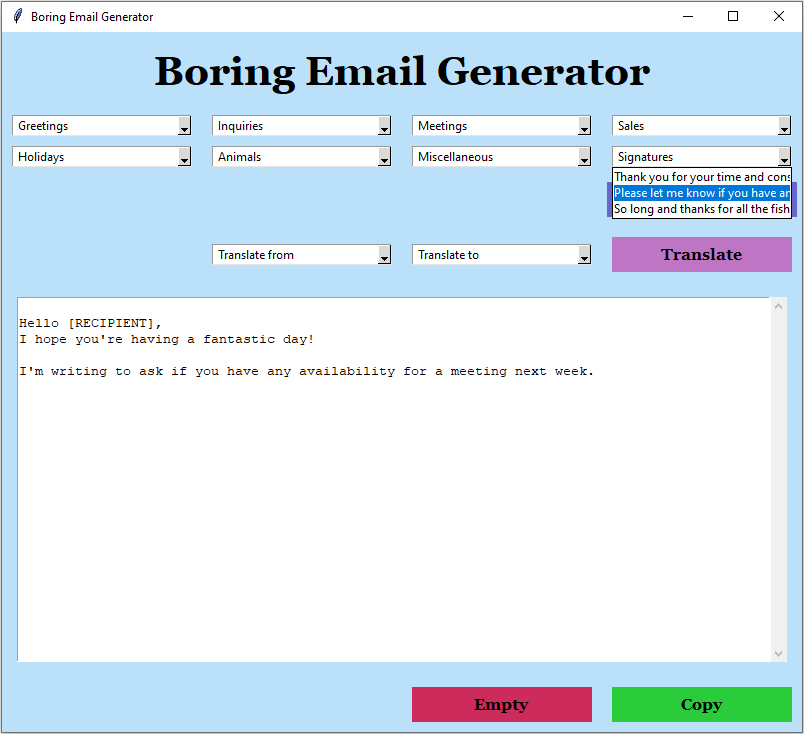 Boring Email Generator
Boring Email Generator
Greetings Inquiries Meetings Sales
Holidays Animals Miscellaneous Signatures
Thank you for your time and
Please let me know if you have
So long and thanks for all the fish
Translate from Translate to Translate
Hello [RECIPIENT],
I hope you're having a fantastic day!
I'm writing to ask if you have any availability for a meeting next week.
Empty Copy